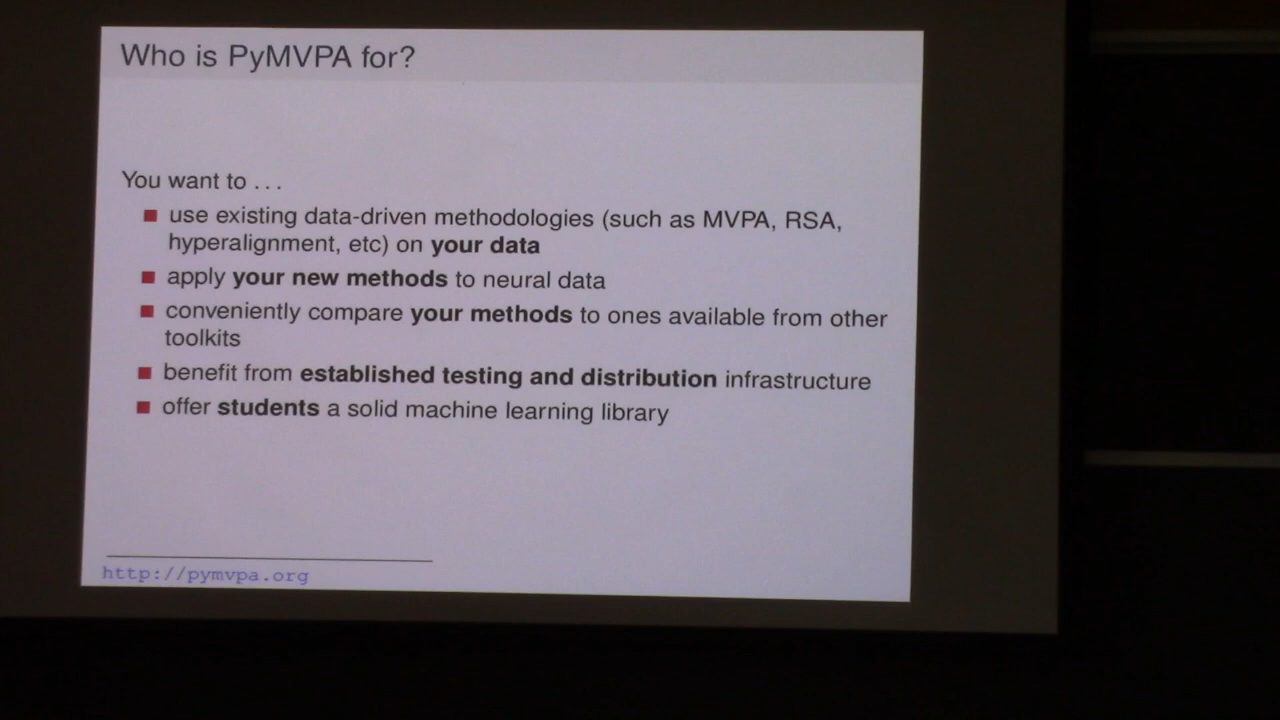 Who is PyMVPA for?
You want to ...
use existing data-driven methodologies (such as MVPA, RSA,
hyperalignment, etc) on your data
apply your new methods to neural data
conveniently compare your methods to ones available from other
toolkits
benefit from established testing and distribution infrastructure
offer students a solid machine learning library
http://pymvpa.org